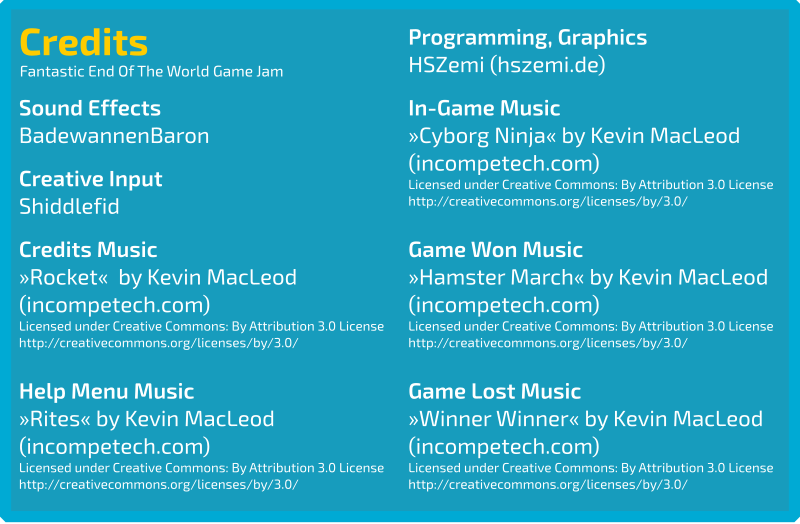 Credits
Fantastic End Of The World Game Jam
Sound Effects
BadewannenBaron
Creative Input
Shiddlefid
Credits Music
»Rocket«  by Kevin MacLeod
(incompetech.com)
Licensed under Creative Commons: By Attribution 3.0 License
http://creativecommons.org/licenses/by/3.0/
Help Menu Music
»Rites« by Kevin MacLeod
(incompetech.com)
Licensed under Creative Commons: By Attribution 3.0 License
http://creativecommons.org/licenses/by/3.0/
Programming, Graphics
HSZemi (hszemi.de)
In-Game Music
»Cyborg Ninja« by Kevin MacLeod
(incompetech.com)
Licensed under Creative Commons: By Attribution 3.0 License
http://creativecommons.org/licenses/by/3.0/
Game Won Music
»Hamster March« by Kevin MacLeod
(incompetech.com)
Licensed under Creative Commons: By Attribution 3.0 License
http://creativecommons.org/licenses/by/3.0/
Game Lost Music
»Winner Winner« by Kevin MacLeod
(incompetech.com)
Licensed under Creative Commons: By Attribution 3.0 License
http://creativecommons.org/licenses/by/3.0/